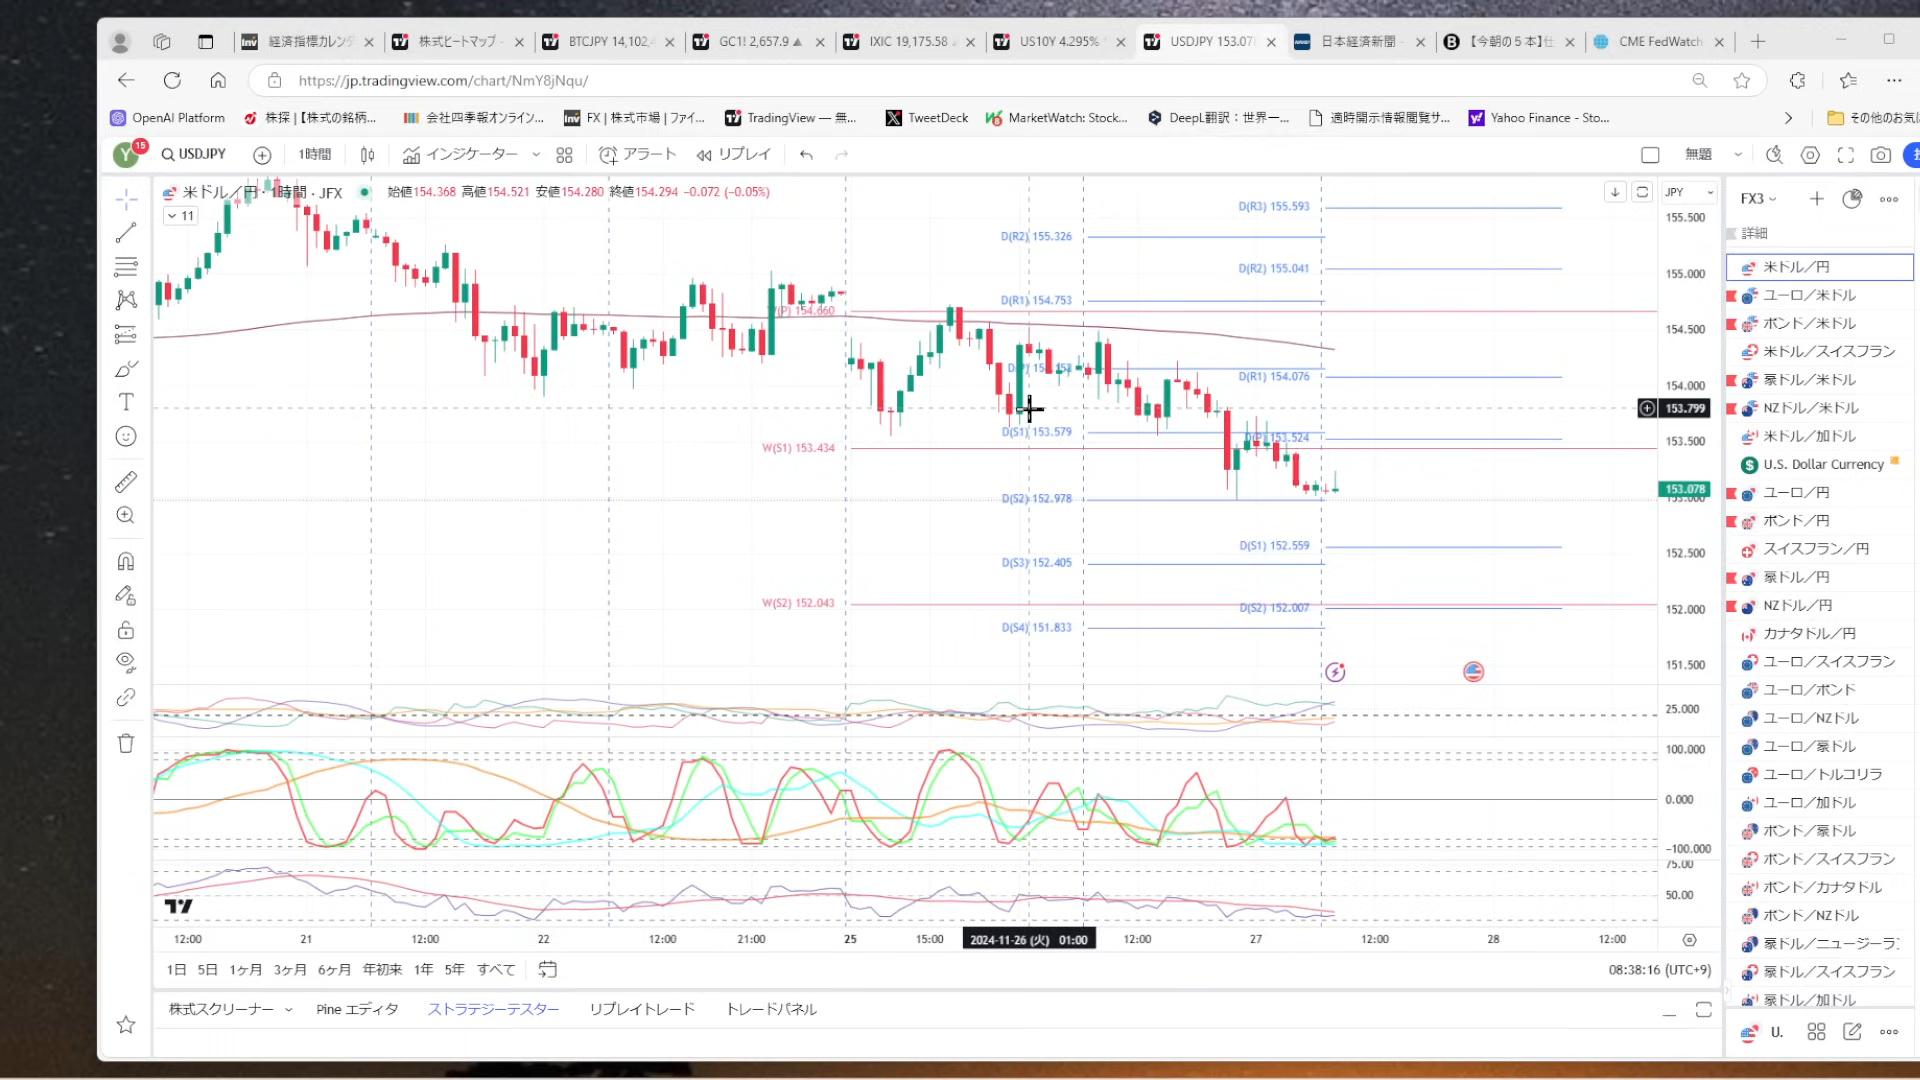 経済指標カレンダ
株式ヒートマップ -
BTCJPY 14,102,4
GC1! 2,657.9 ▲
IXIC 19,175.58 ▲
US10Y 4.295%
USDJPY 153.078
日本経済新聞 -
【今朝の5本】仕
CME FedWatch
https://jp.tradingview.com/chart/NmY8jNqu/
OpenAI Platform
株探 |【株式の銘柄...
会社四季報オンライン...
FX | 株式市場 | ファイ...
TradingView — 無...
TweetDeck
MarketWatch: Stock...
DeepL翻訳：世界一...
適時開示情報閲覧サ...
Yahoo Finance - Sto...
その他のお気に
Y 15
USDJPY
1時間
インジケーター
アラート
リプレイ
無題
米ドル／円 · 1時間 · JFX
始値154.368 高値154.521 安値154.280 終値154.294 −0.072 (−0.05%)
11
JPY
FX3
詳細
155.500
155.000
154.500
154.000
153.799
153.500
153.078
153.000
152.500
152.000
151.500
D(R3) 155.593
D(R2) 155.326
D(R2) 155.041
D(R1) 154.753
W(P) 154.660
D(R1) 154.076
D(S1) 153.579
D(P) 153.524
W(S1) 153.434
D(S2) 152.978
D(S1) 152.559
D(S3) 152.405
W(S2) 152.043
D(S2) 152.007
D(S4) 151.833
25.000
100.000
0.000
−100.000
75.00
50.00
12:00
21
12:00
22
12:00
21:00
25
15:00
2024-11-26 (火) 01:00
12:00
27
12:00
28
12:00
1日 5日 1ヶ月 3ヶ月 6ヶ月 年初来 1年 5年 すべて
08:38:16 (UTC+9)
株式スクリーナー
Pine エディタ
ストラテジーテスター
リプレイトレード
トレードパネル
米ドル／円
ユーロ／米ドル
ポンド／米ドル
米ドル／スイスフラン
豪ドル／米ドル
NZドル／米ドル
米ドル／加ドル
U.S. Dollar Currency
ユーロ／円
ポンド／円
スイスフラン／円
豪ドル／円
NZドル／円
カナダドル／円
ユーロ／スイスフラン
ユーロ／ポンド
ユーロ／NZドル
ユーロ／豪ドル
ユーロ／トルコリラ
ユーロ／加ドル
ポンド／豪ドル
ポンド／スイスフラン
ポンド／カナダドル
ポンド／NZドル
豪ドル／ニュージーラ
豪ドル／スイスフラン
豪ドル／加ドル
U.